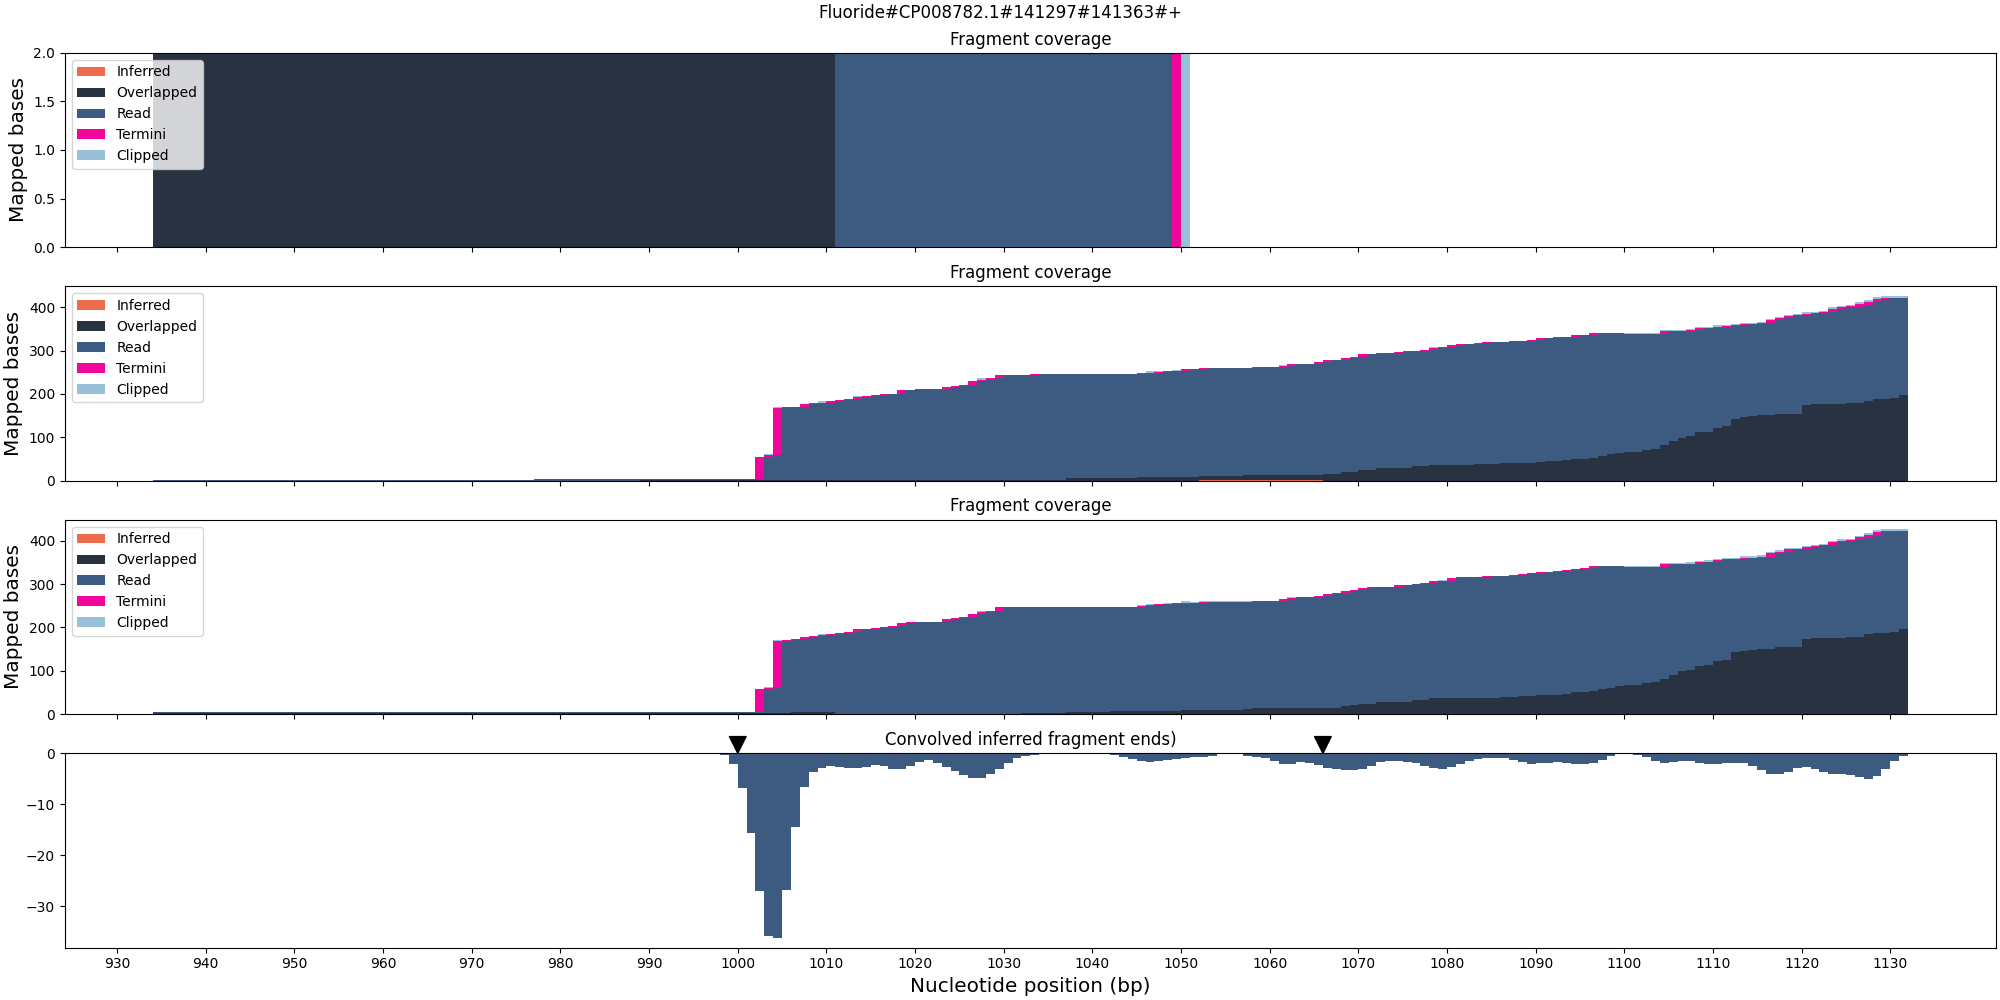 Fluoride#CP008782.1#141297#141363#+
Fragment coverage
Mapped bases
2.0
1.5
1.0
0.5
0.0
Inferred
Overlapped
Read
Termini
Clipped
Fragment coverage
Mapped bases
400
300
200
100
0
Inferred
Overlapped
Read
Termini
Clipped
Fragment coverage
Mapped bases
400
300
200
100
0
Inferred
Overlapped
Read
Termini
Clipped
Convolved inferred fragment ends)
0
−10
−20
−30
930 940 950 960 970 980 990 1000 1010 1020 1030 1040 1050 1060 1070 1080 1090 1100 1110 1120 1130
Nucleotide position (bp)